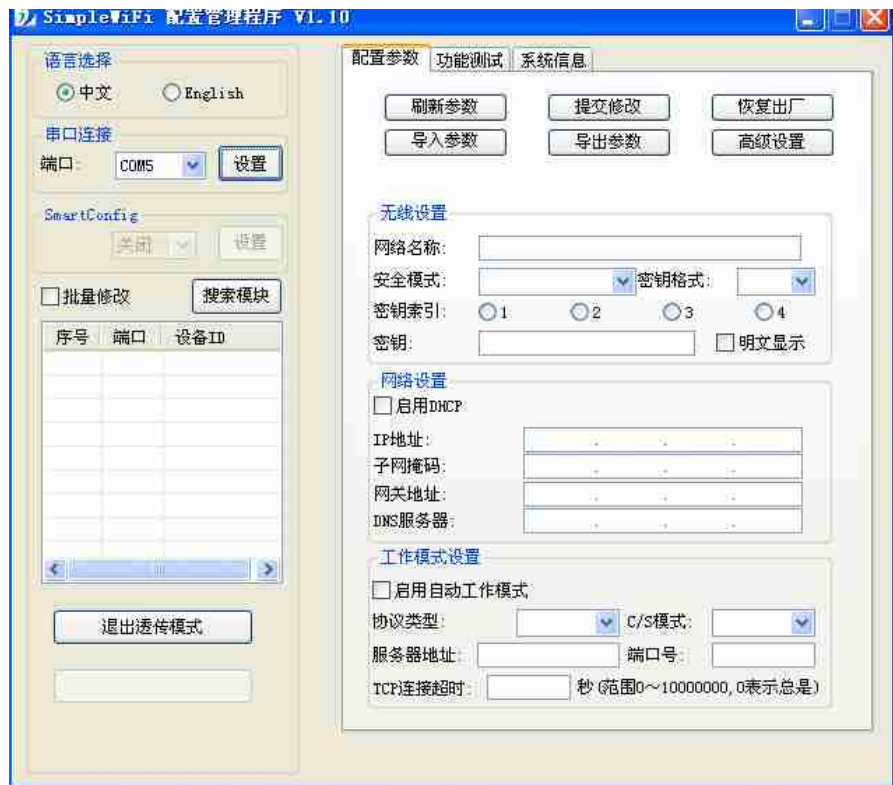 SimpleWiFi 配置管理程序 V1.10
语言选择
中文 English
串口连接
端口: COM5 设置
SmartConfig
关闭 设置
批量修改 搜索模块
序号 端口 设备ID
退出透传模式
配置参数 功能测试 系统信息
刷新参数 提交修改 恢复出厂
导入参数 导出参数 高级设置
无线设置
网络名称:
安全模式: 密钥格式:
密钥索引: 1 2 3 4
密钥: 明文显示
网络设置
启用DHCP
IP地址:
子网掩码:
网关地址:
DNS服务器:
工作模式设置
启用自动工作模式
协议类型: C/S模式:
服务器地址: 端口号:
TCP连接超时: 秒(范围0～10000000,0表示总是)